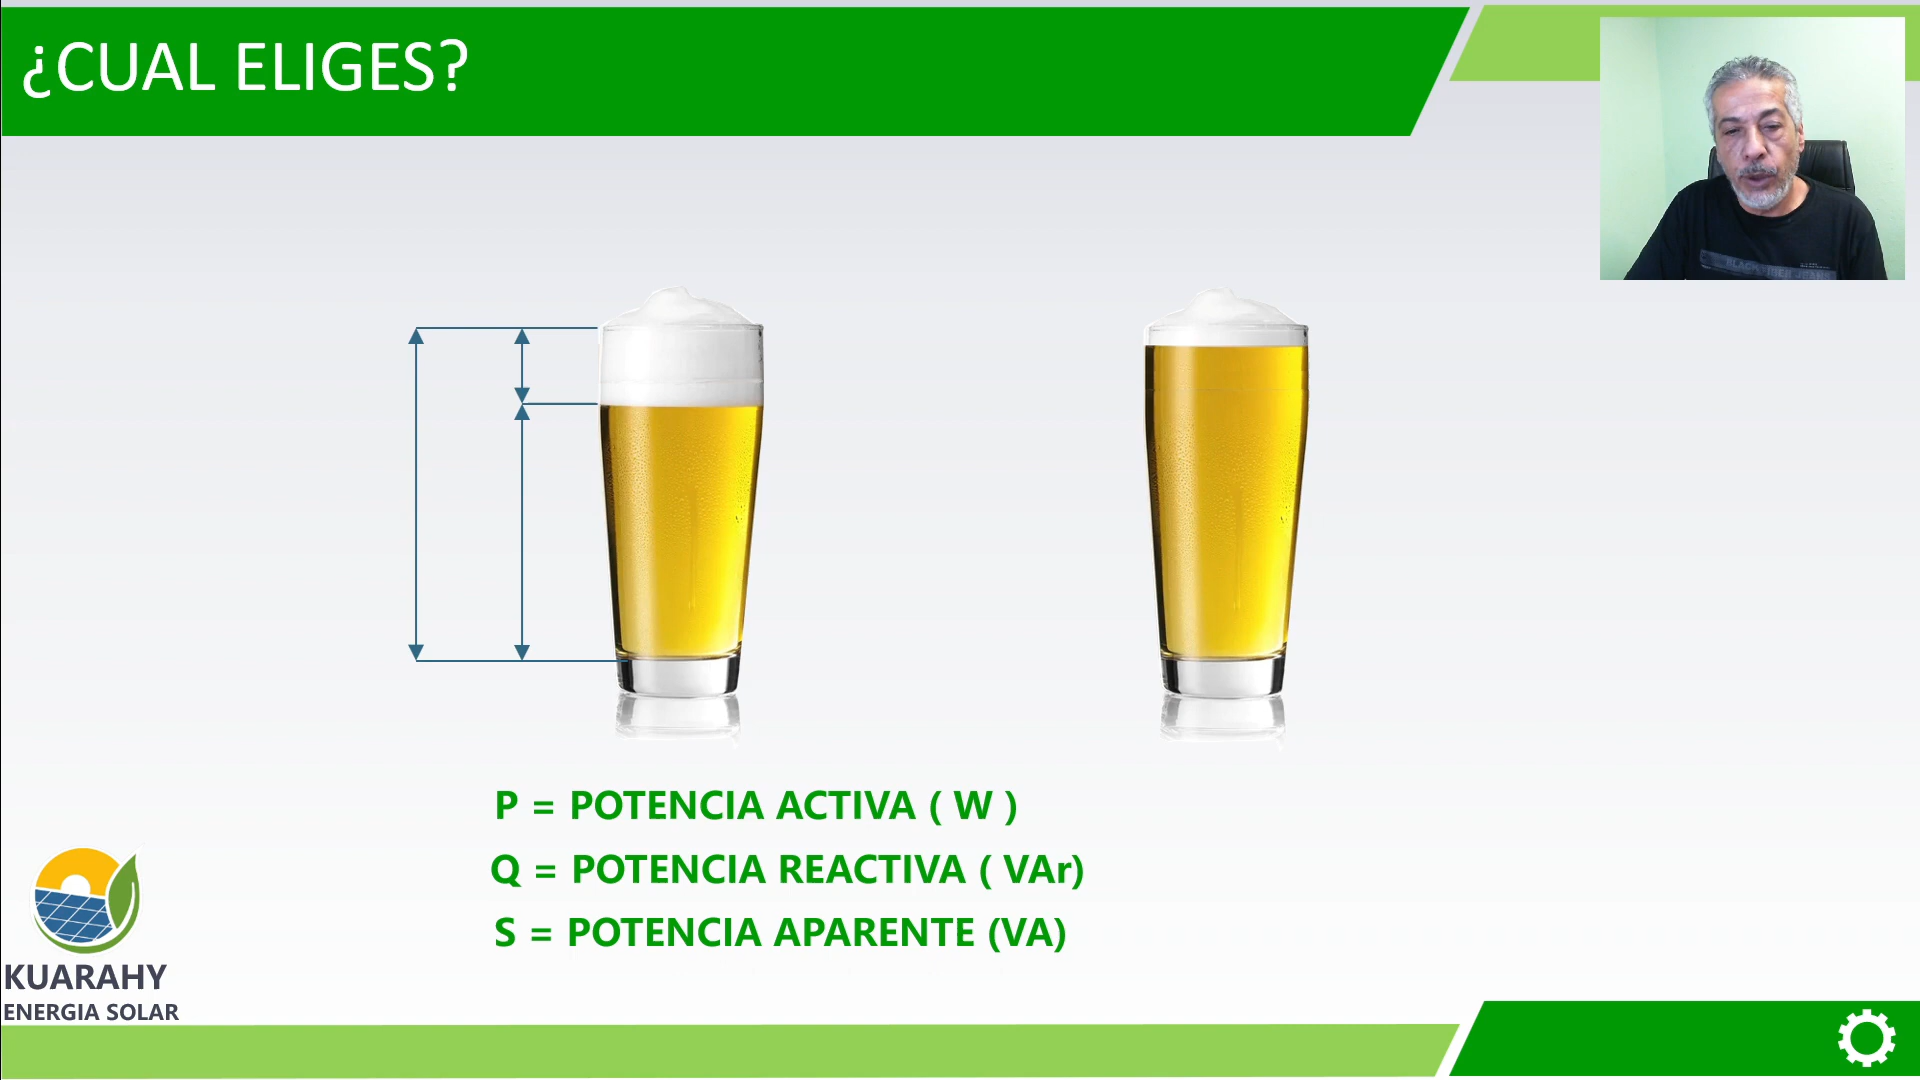 ¿CUAL ELIGES?
P = POTENCIA ACTIVA ( W )
Q = POTENCIA REACTIVA ( VAr)
S = POTENCIA APARENTE (VA)
KUARAHY
ENERGIA SOLAR